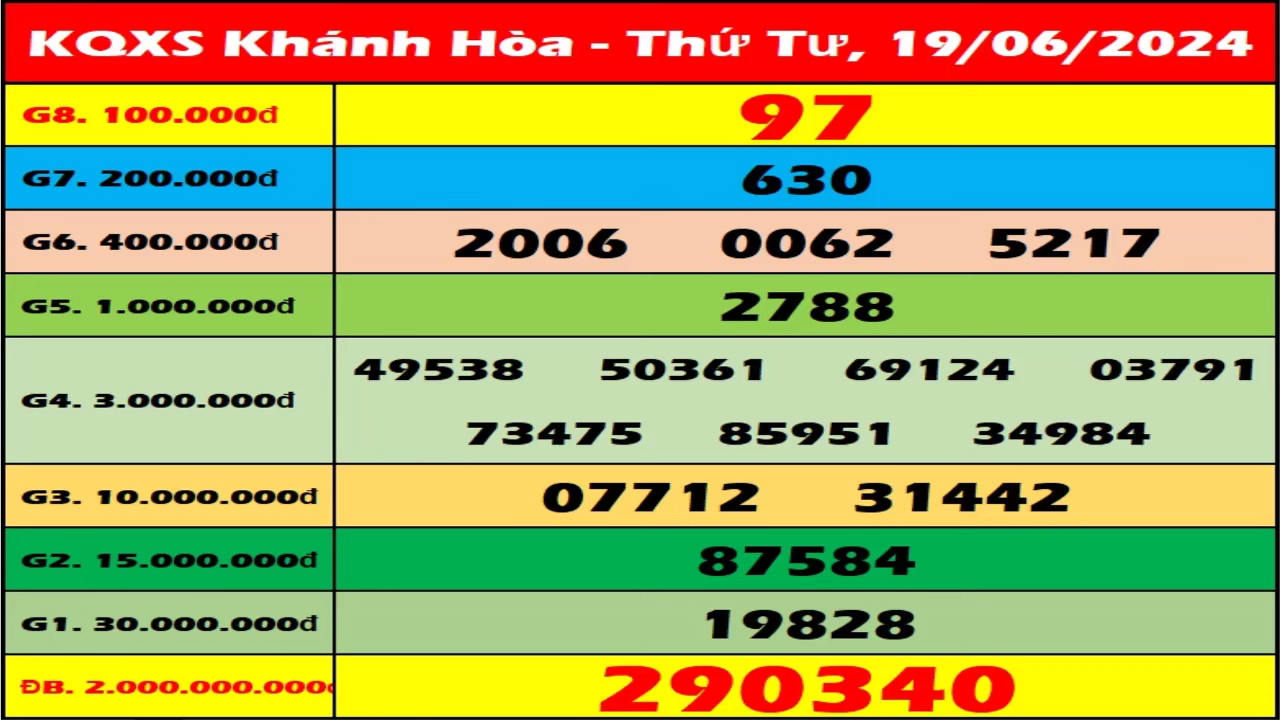 KQXS Khánh Hòa - Thứ Tư, 19/06/2024
G8. 100.000đ 97
G7. 200.000đ 630
G6. 400.000đ 2006 0062 5217
G5. 1.000.000đ 2788
49538 50361 69124 03791
G4. 3.000.000đ
73475 85951 34984
G3. 10.000.000đ 07712 31442
G2. 15.000.000đ 87584
G1. 30.000.000đ 19828
ĐB. 2.000.000.000đ 290340